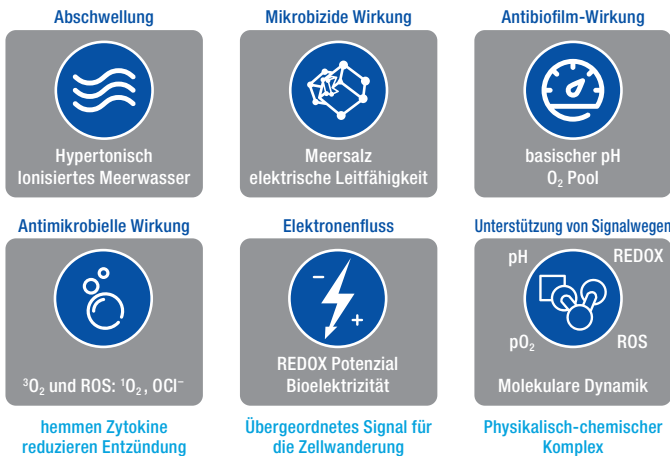 Abschwellung
Hypertonisch
Ionisiertes Meerwasser
Mikrobizide Wirkung
Meersalz
elektrische Leitfähigkeit
Antibiofilm-Wirkung
basischer pH
O₂ Pool
Antimikrobielle Wirkung
³O₂ und ROS: ¹O₂, OCl⁻
hemmen Zytokine
reduzieren Entzündung
Elektronenfluss
− +
REDOX Potenzial
Bioelektrizität
Übergeordnetes Signal für
die Zellwanderung
Unterstützung von Signalwegen
pH REDOX
pO₂ ROS
Molekulare Dynamik
Physikalisch-chemischer
Komplex